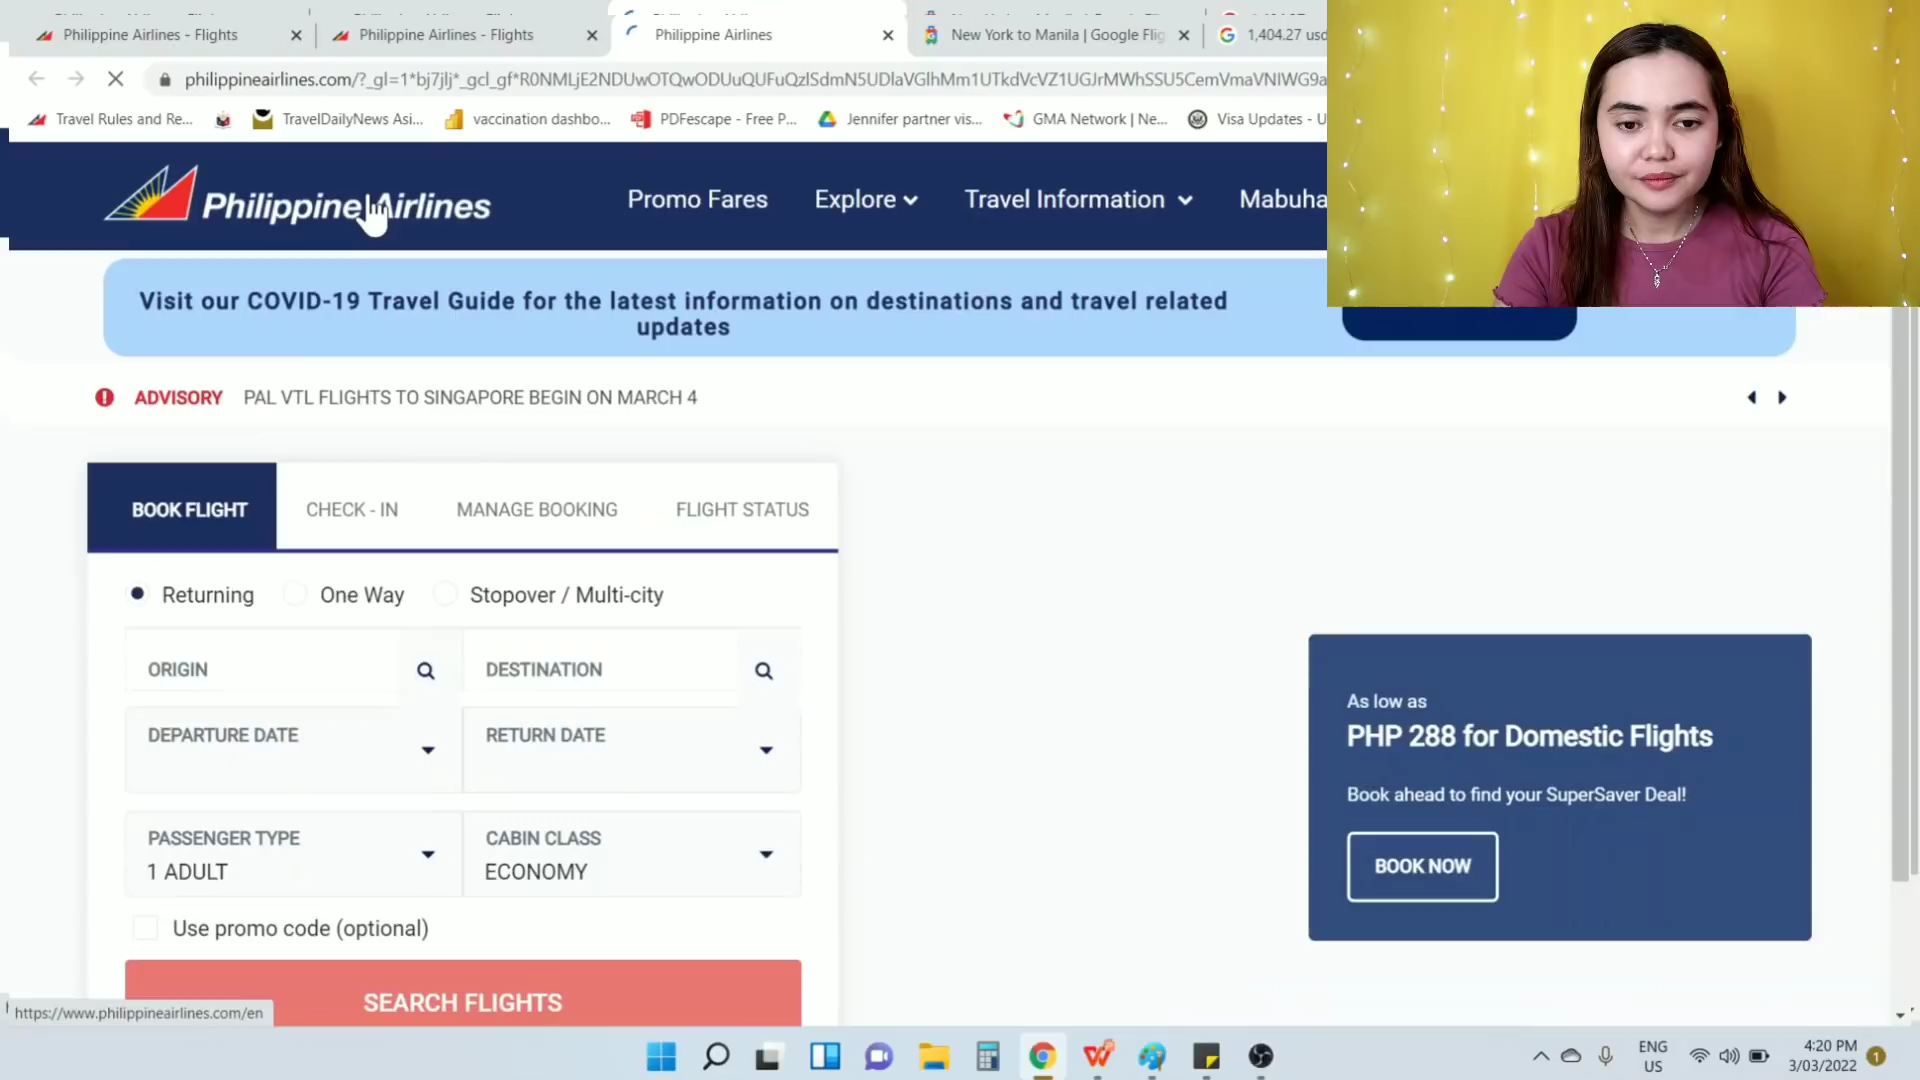 Philippine Airlines - Flights
Philippine Airlines - Flights
Philippine Airlines
New York to Manila | Google Flig
1,404.27 usd
philippineairlines.com/?_gl=1*bj7jlj*_gcl_gf*
Travel Rules and Re...
TravelDailyNews Asi...
vaccination dashbo...
PDFescape - Free P...
Jennifer partner vis...
GMA Network | Ne...
Visa Updates - U
Philippine Airlines
Promo Fares
Explore
Travel Information
Mabuha
Visit our COVID-19 Travel Guide for the latest information on destinations and travel related
updates
ADVISORY PAL VTL FLIGHTS TO SINGAPORE BEGIN ON MARCH 4
BOOK FLIGHT
CHECK - IN
MANAGE BOOKING
FLIGHT STATUS
Returning
One Way
Stopover / Multi-city
ORIGIN
DESTINATION
DEPARTURE DATE
RETURN DATE
PASSENGER TYPE
1 ADULT
CABIN CLASS
ECONOMY
Use promo code (optional)
SEARCH FLIGHTS
As low as
PHP 288 for Domestic Flights
Book ahead to find your SuperSaver Deal!
BOOK NOW
https://www.philippineairlines.com/en
ENG
US
4:20 PM
3/03/2022
1